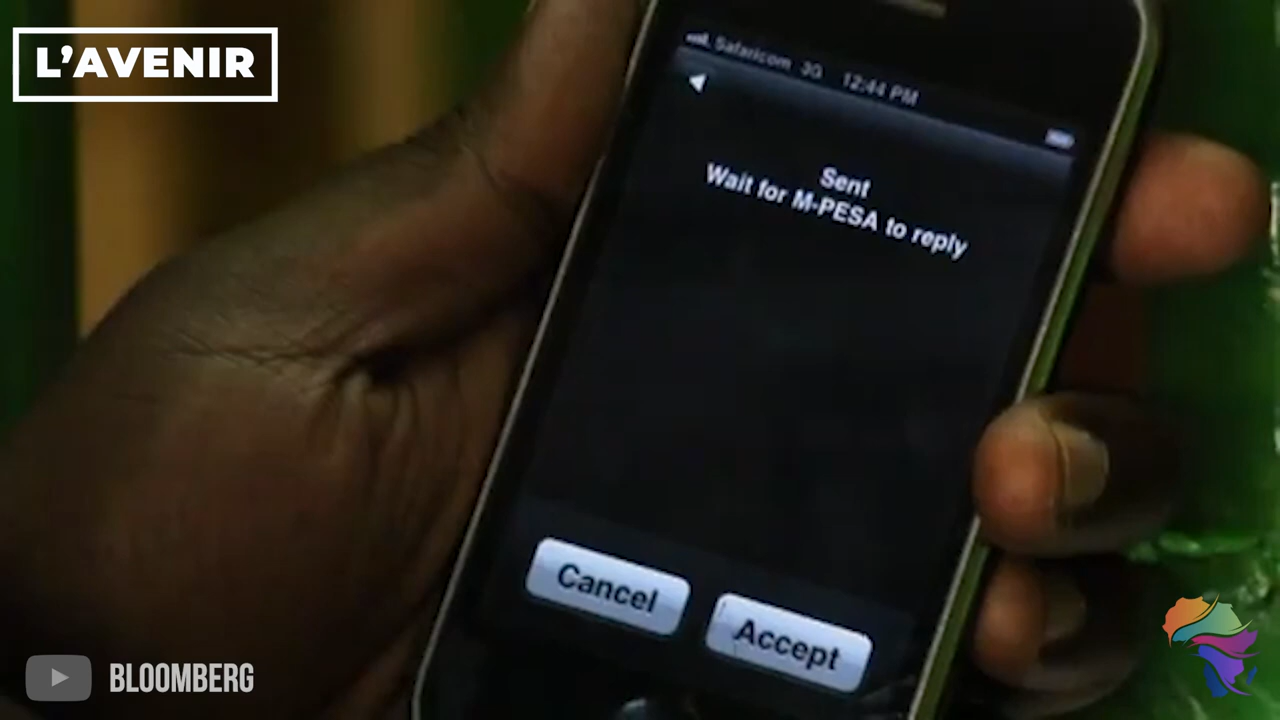 L'AVENIR
Safaricom 3G 12:44 PM
Sent
Wait for M-PESA to reply
Cancel
Accept
BLOOMBERG